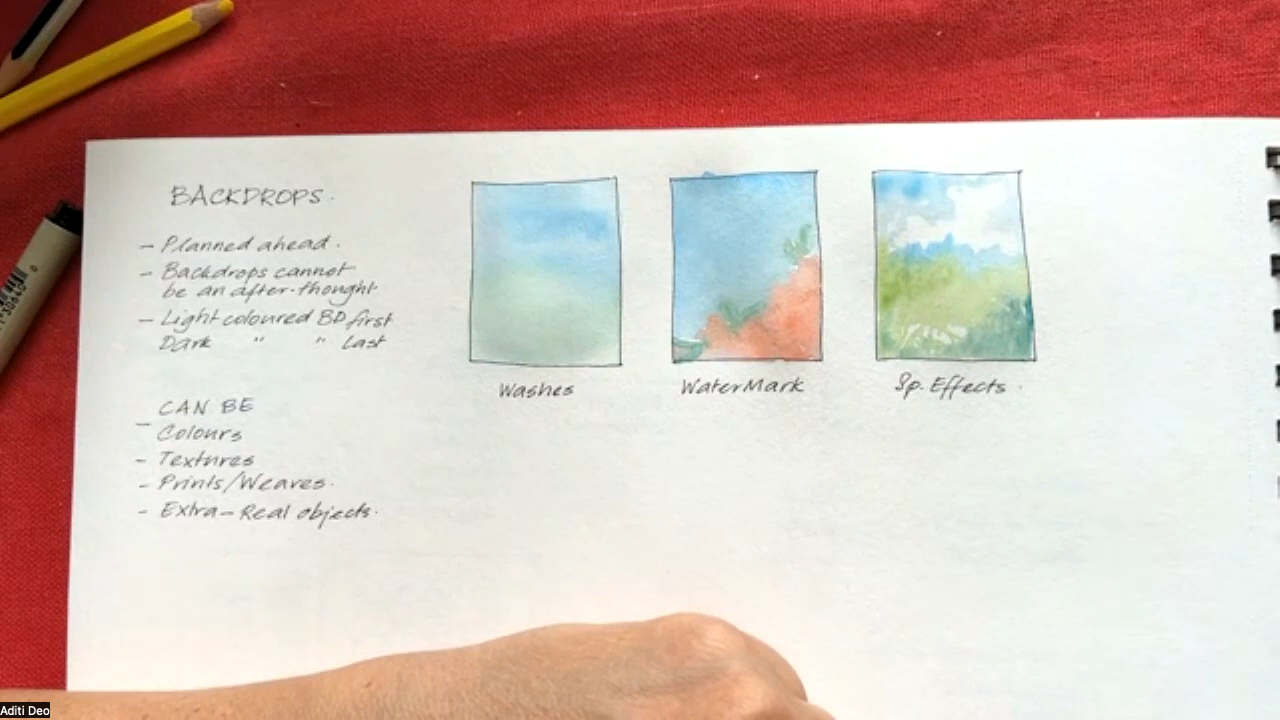 BACKDROPS.
- Planned ahead.
- Backdrops cannot
be an after-thought
- Light coloured BD first
Dark " " Last
CAN BE
- Colours
- Textures
- Prints/Weaves.
- Extra-Real objects.
Washes
WaterMark
Sp. Effects.
Aditi Deo